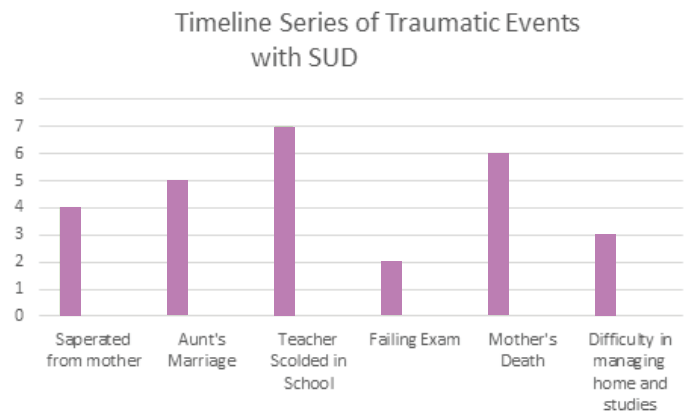 Timeline Series of Traumatic Events
with SUD
8
7
6
5
4
3
2
1
0
Saperated
from mother
Aunt's
Marriage
Teacher
Scolded in
School
Failing Exam
Mother's
Death
Difficulty in
managing
home and
studies